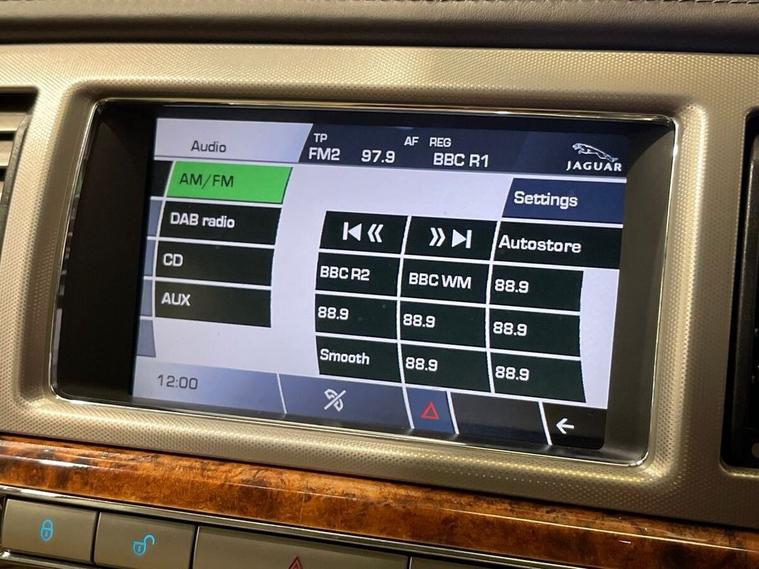 Audio
TP AF REG
FM2 97.9 BBC R1
JAGUAR
AM/FM
Settings
DAB radio
Autostore
CD
BBC R2 BBC WM 88.9
AUX
88.9 88.9 88.9
Smooth 88.9 88.9
12:00